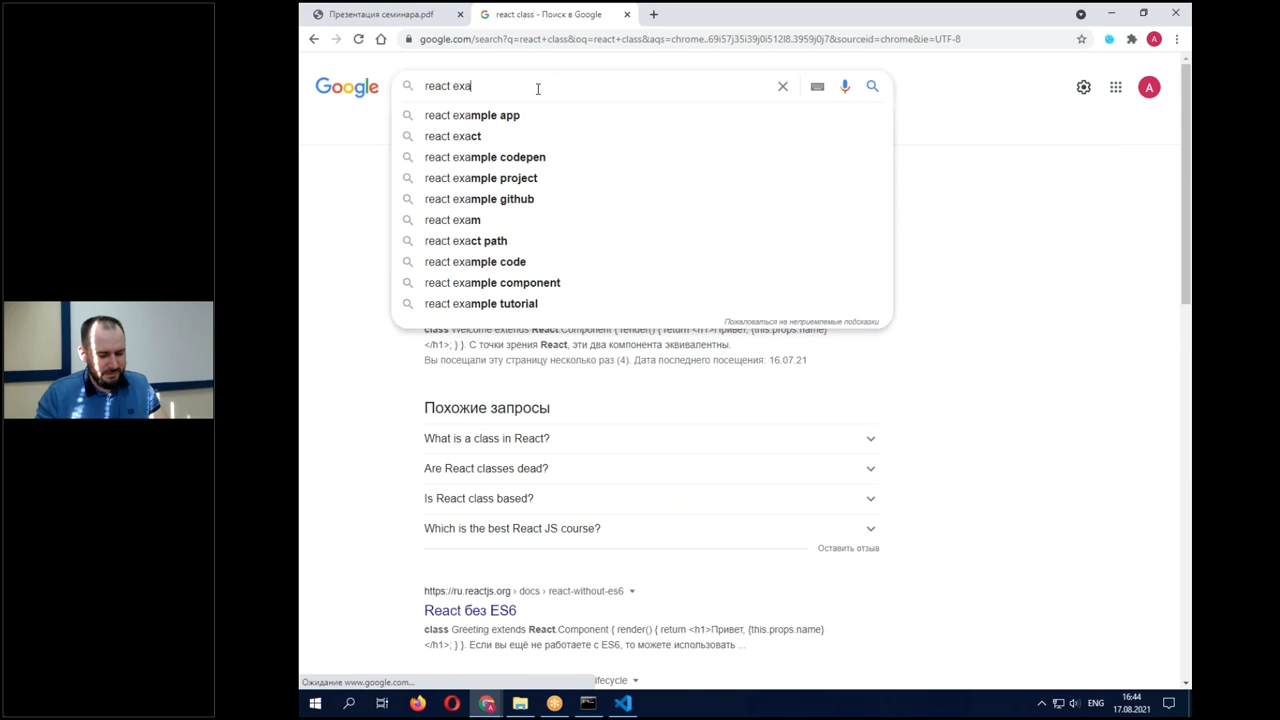 Презентация семинара.pdf
react class - Поиск в Google
google.com/search?q=react+class&oq=react+class&aqs=chrome..69i57j35i39j0i512l8.3959j0j7&sourceid=chrome&ie=UTF-8
A
Google
react exa
A
react example app
react exact
react example codepen
react example project
react example github
react exam
react exact path
react example code
react example component
react example tutorial
Пожаловаться на неприемлемые подсказки
class Welcome extends React.Component { render() { return <h1>Привет, {this.props.name}
</h1>; } }. С точки зрения React, эти два компонента эквивалентны.
Вы посещали эту страницу несколько раз (4). Дата последнего посещения: 16.07.21
Похожие запросы
What is a class in React?
Are React classes dead?
Is React class based?
Which is the best React JS course?
Оставить отзыв
https://ru.reactjs.org › docs › react-without-es6
React без ES6
class Greeting extends React.Component { render() { return <h1>Привет, {this.props.name}
</h1>; } }. Если вы ещё не работаете с ES6, то можете использовать ...
Ожидание www.google.com...
lifecycle
ENG
16:44
17.08.2021